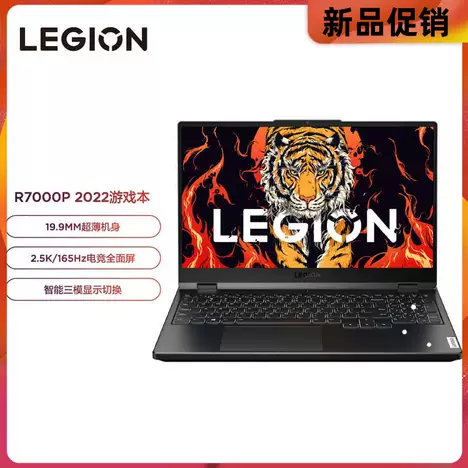 LEGION
新品促销
R7000P 2022游戏本
19.9MM超薄机身
2.5K/165Hz电竞全面屏
智能三模显示切换
LEGION
LEGION